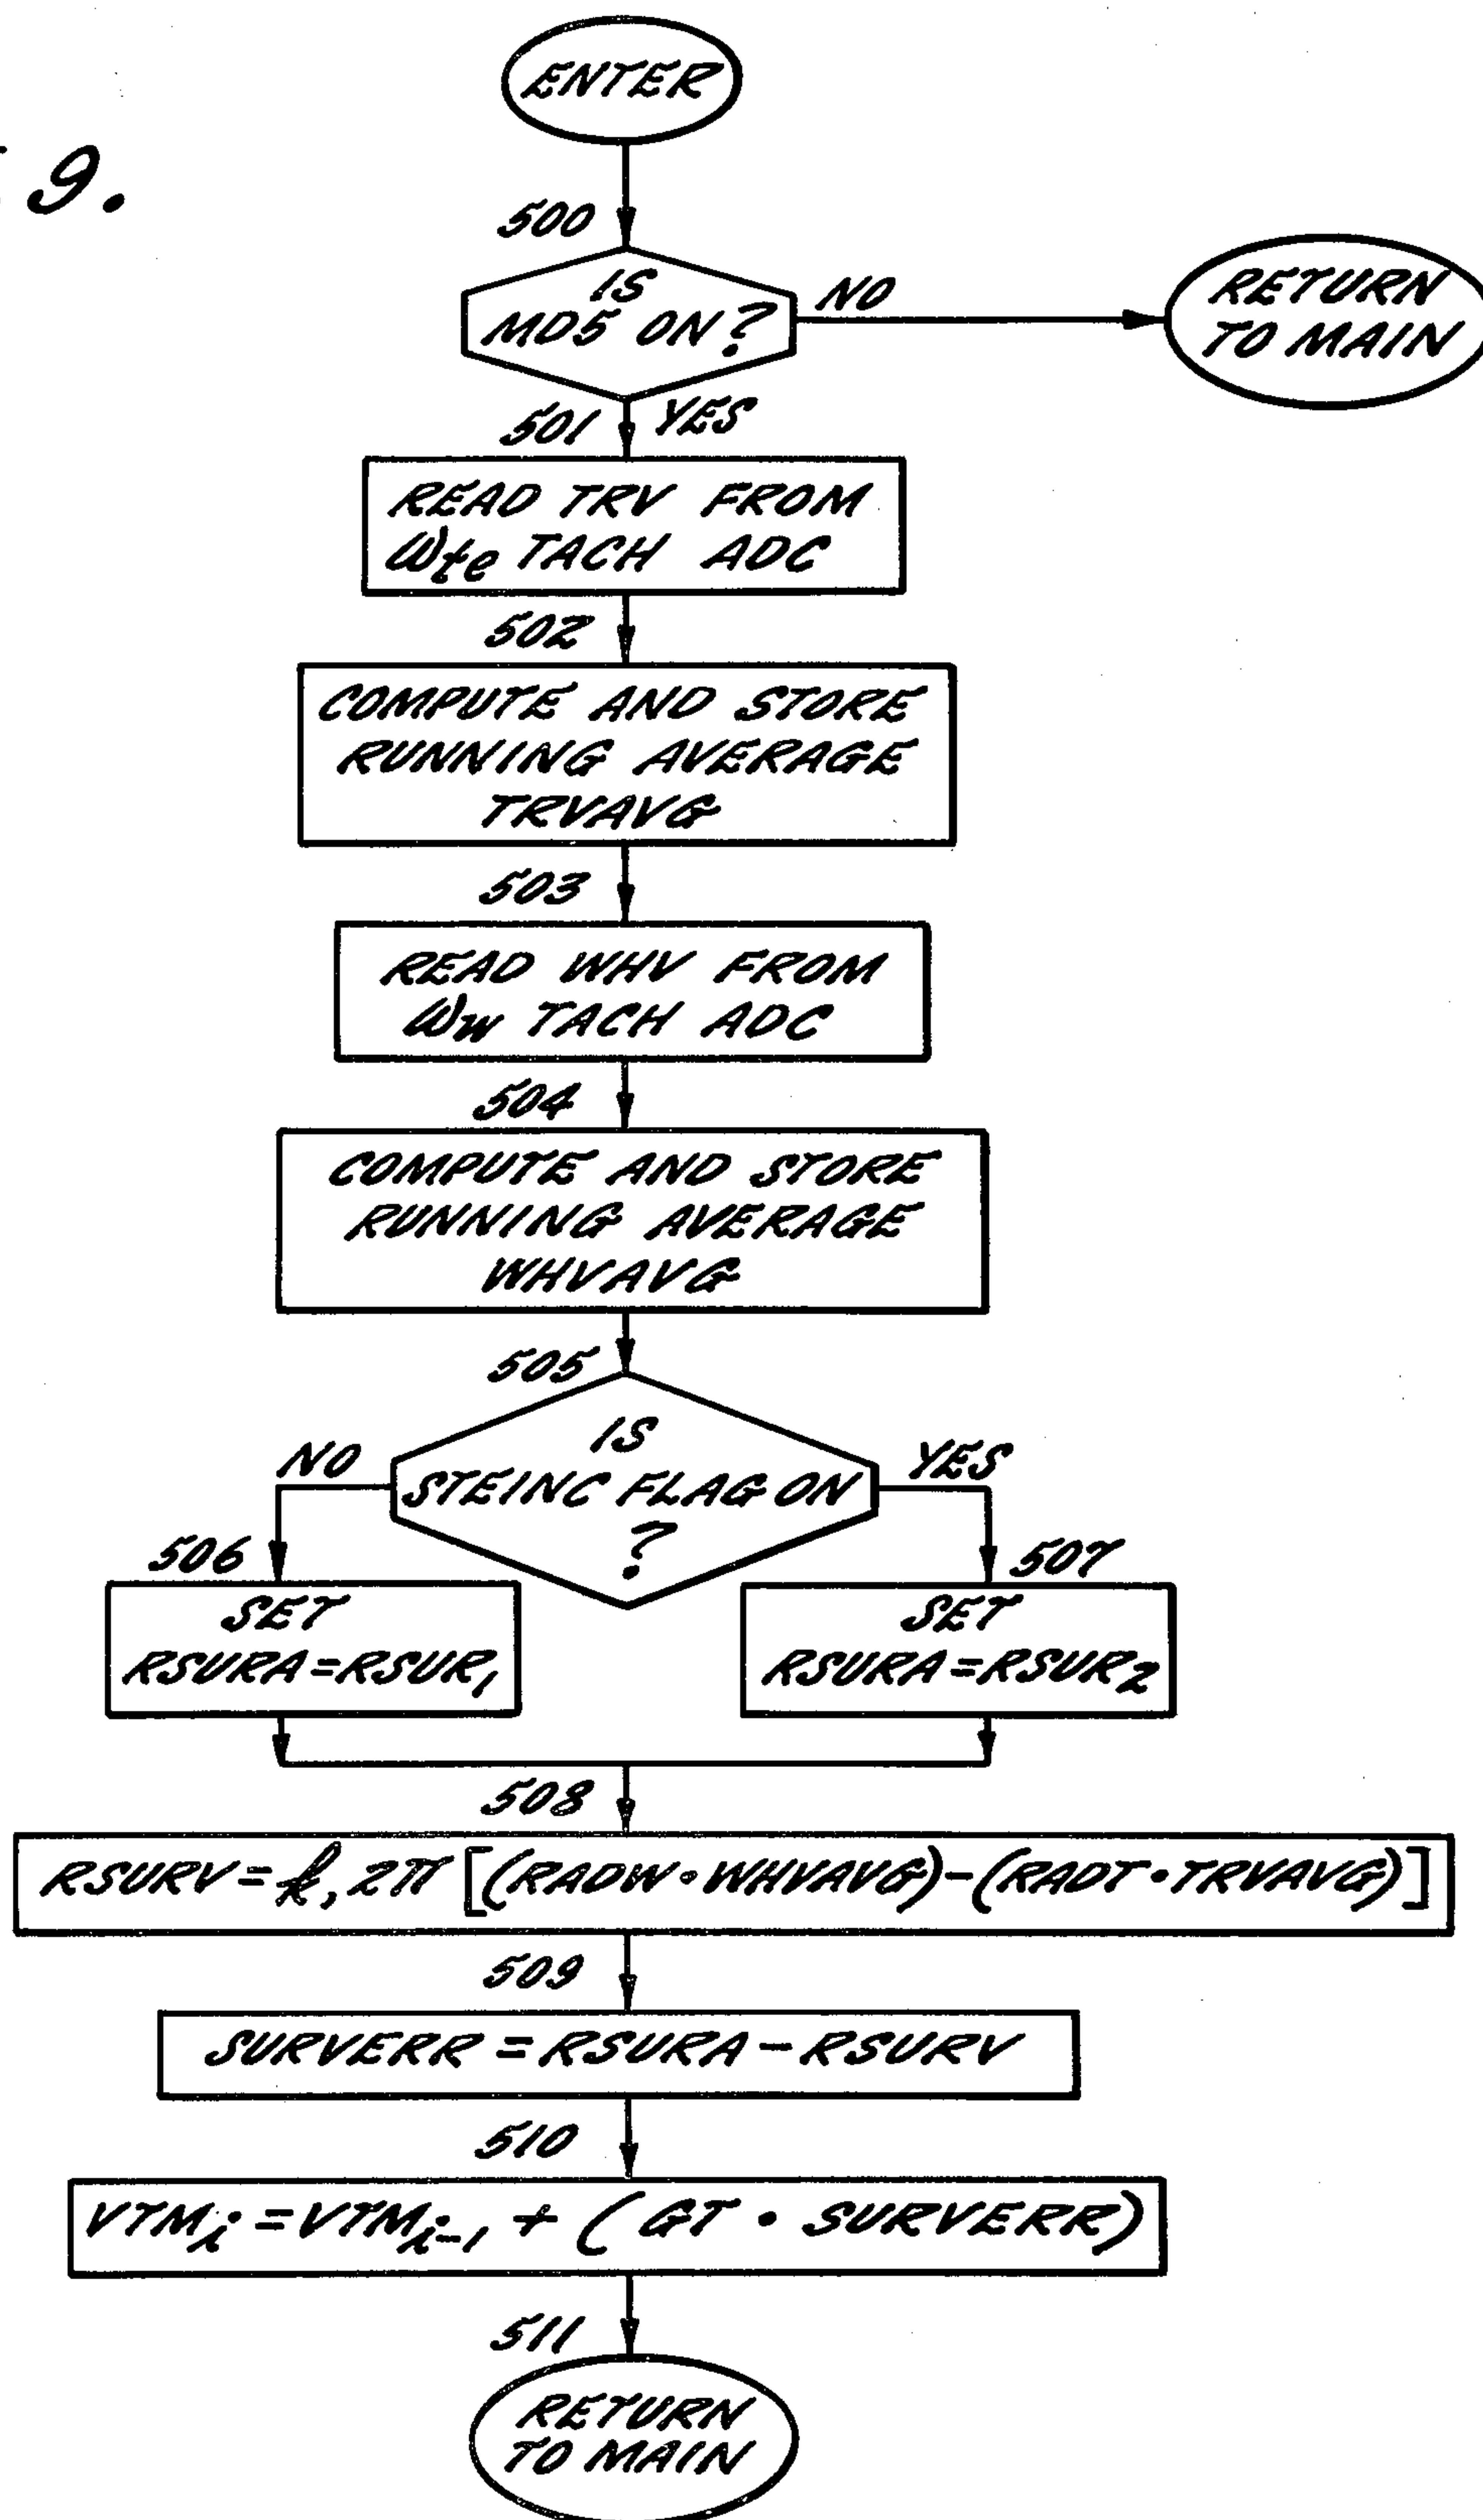 9.
ENTER
500
IS
MD5 ON?
NO
RETURN
TO MAIN
501
YES
READ TRV FROM
ωte TACH ADC
502
COMPUTE AND STORE
RUNNING AVERAGE
TRVAVG
503
READ WHV FROM
ωw TACH ADC
504
COMPUTE AND STORE
RUNNING AVERAGE
WHVAVG
505
IS
STEINC FLAG ON
?
NO
YES
506
SET
RSURA=RSUR₁
507
SET
RSURA=RSUR₂
508
RSURV=k, 2π [(RADW·WHVAVG)-(RADT·TRVAVG)]
509
SURVERR=RSURA-RSURV
510
VTMi=VTMi-1 + (GT · SURVERR)
511
RETURN
TO MAIN